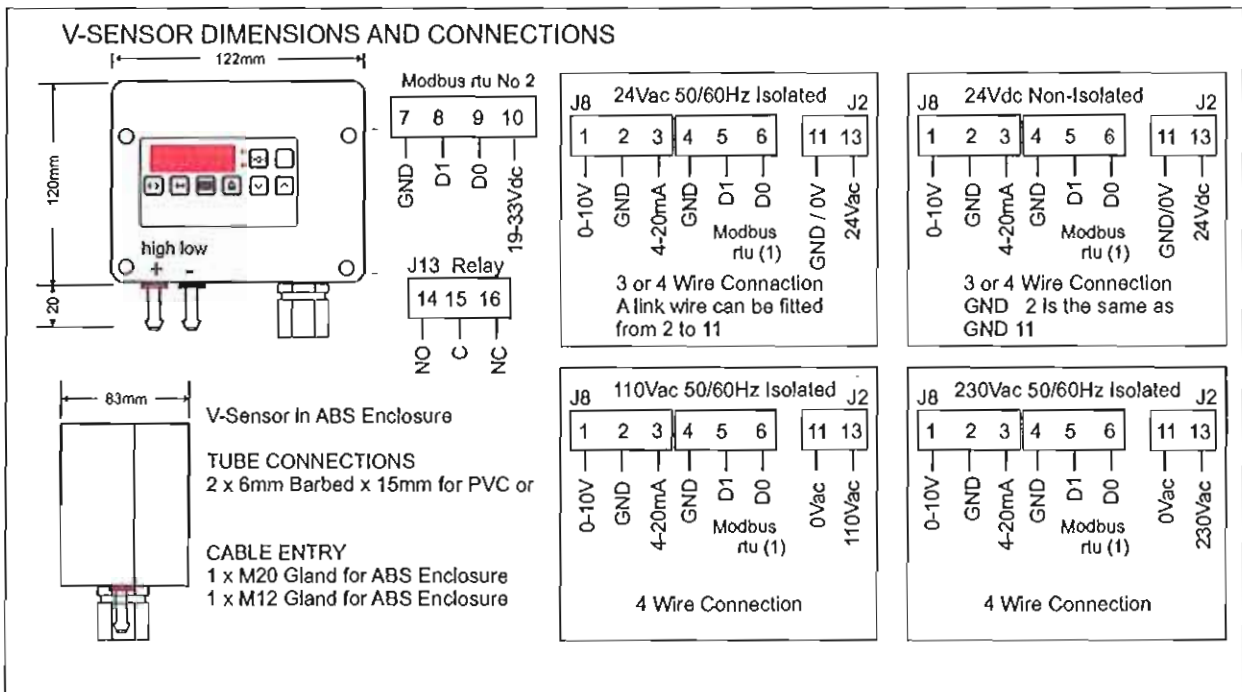 V-SENSOR DIMENSIONS AND CONNECTIONS
122mm
120mm
20
high low
+ -
Modbus rtu No 2
7 8 9 10
GND D1 D0 19-33Vdc
J13 Relay
14 15 16
NO C NC
83mm
V-Sensor in ABS Enclosure
TUBE CONNECTIONS
2 x 6mm Barbed x 15mm for PVC or
CABLE ENTRY
1 x M20 Gland for ABS Enclosure
1 x M12 Gland for ABS Enclosure
J8 24Vac 50/60Hz Isolated J2
1 2 3 4 5 6 11 13
0-10V GND 4-20mA GND D1 D0 GND / 0V 24Vac
Modbus
rtu (1)
3 or 4 Wire Connection
A link wire can be fitted
from 2 to 11
J8 24Vdc Non-Isolated J2
1 2 3 4 5 6 11 13
0-10V GND 4-20mA GND D1 D0 GND/0V 24Vdc
Modbus
rtu (1)
3 or 4 Wire Connection
GND 2 is the same as
GND 11
J8 110Vac 50/60Hz Isolated J2
1 2 3 4 5 6 11 13
0-10V GND 4-20mA GND D1 D0 0Vac 110Vac
Modbus
rtu (1)
4 Wire Connection
J8 230Vac 50/60Hz Isolated J2
1 2 3 4 5 6 11 13
0-10V GND 4-20mA GND D1 D0 0Vac 230Vac
Modbus
rtu (1)
4 Wire Connection